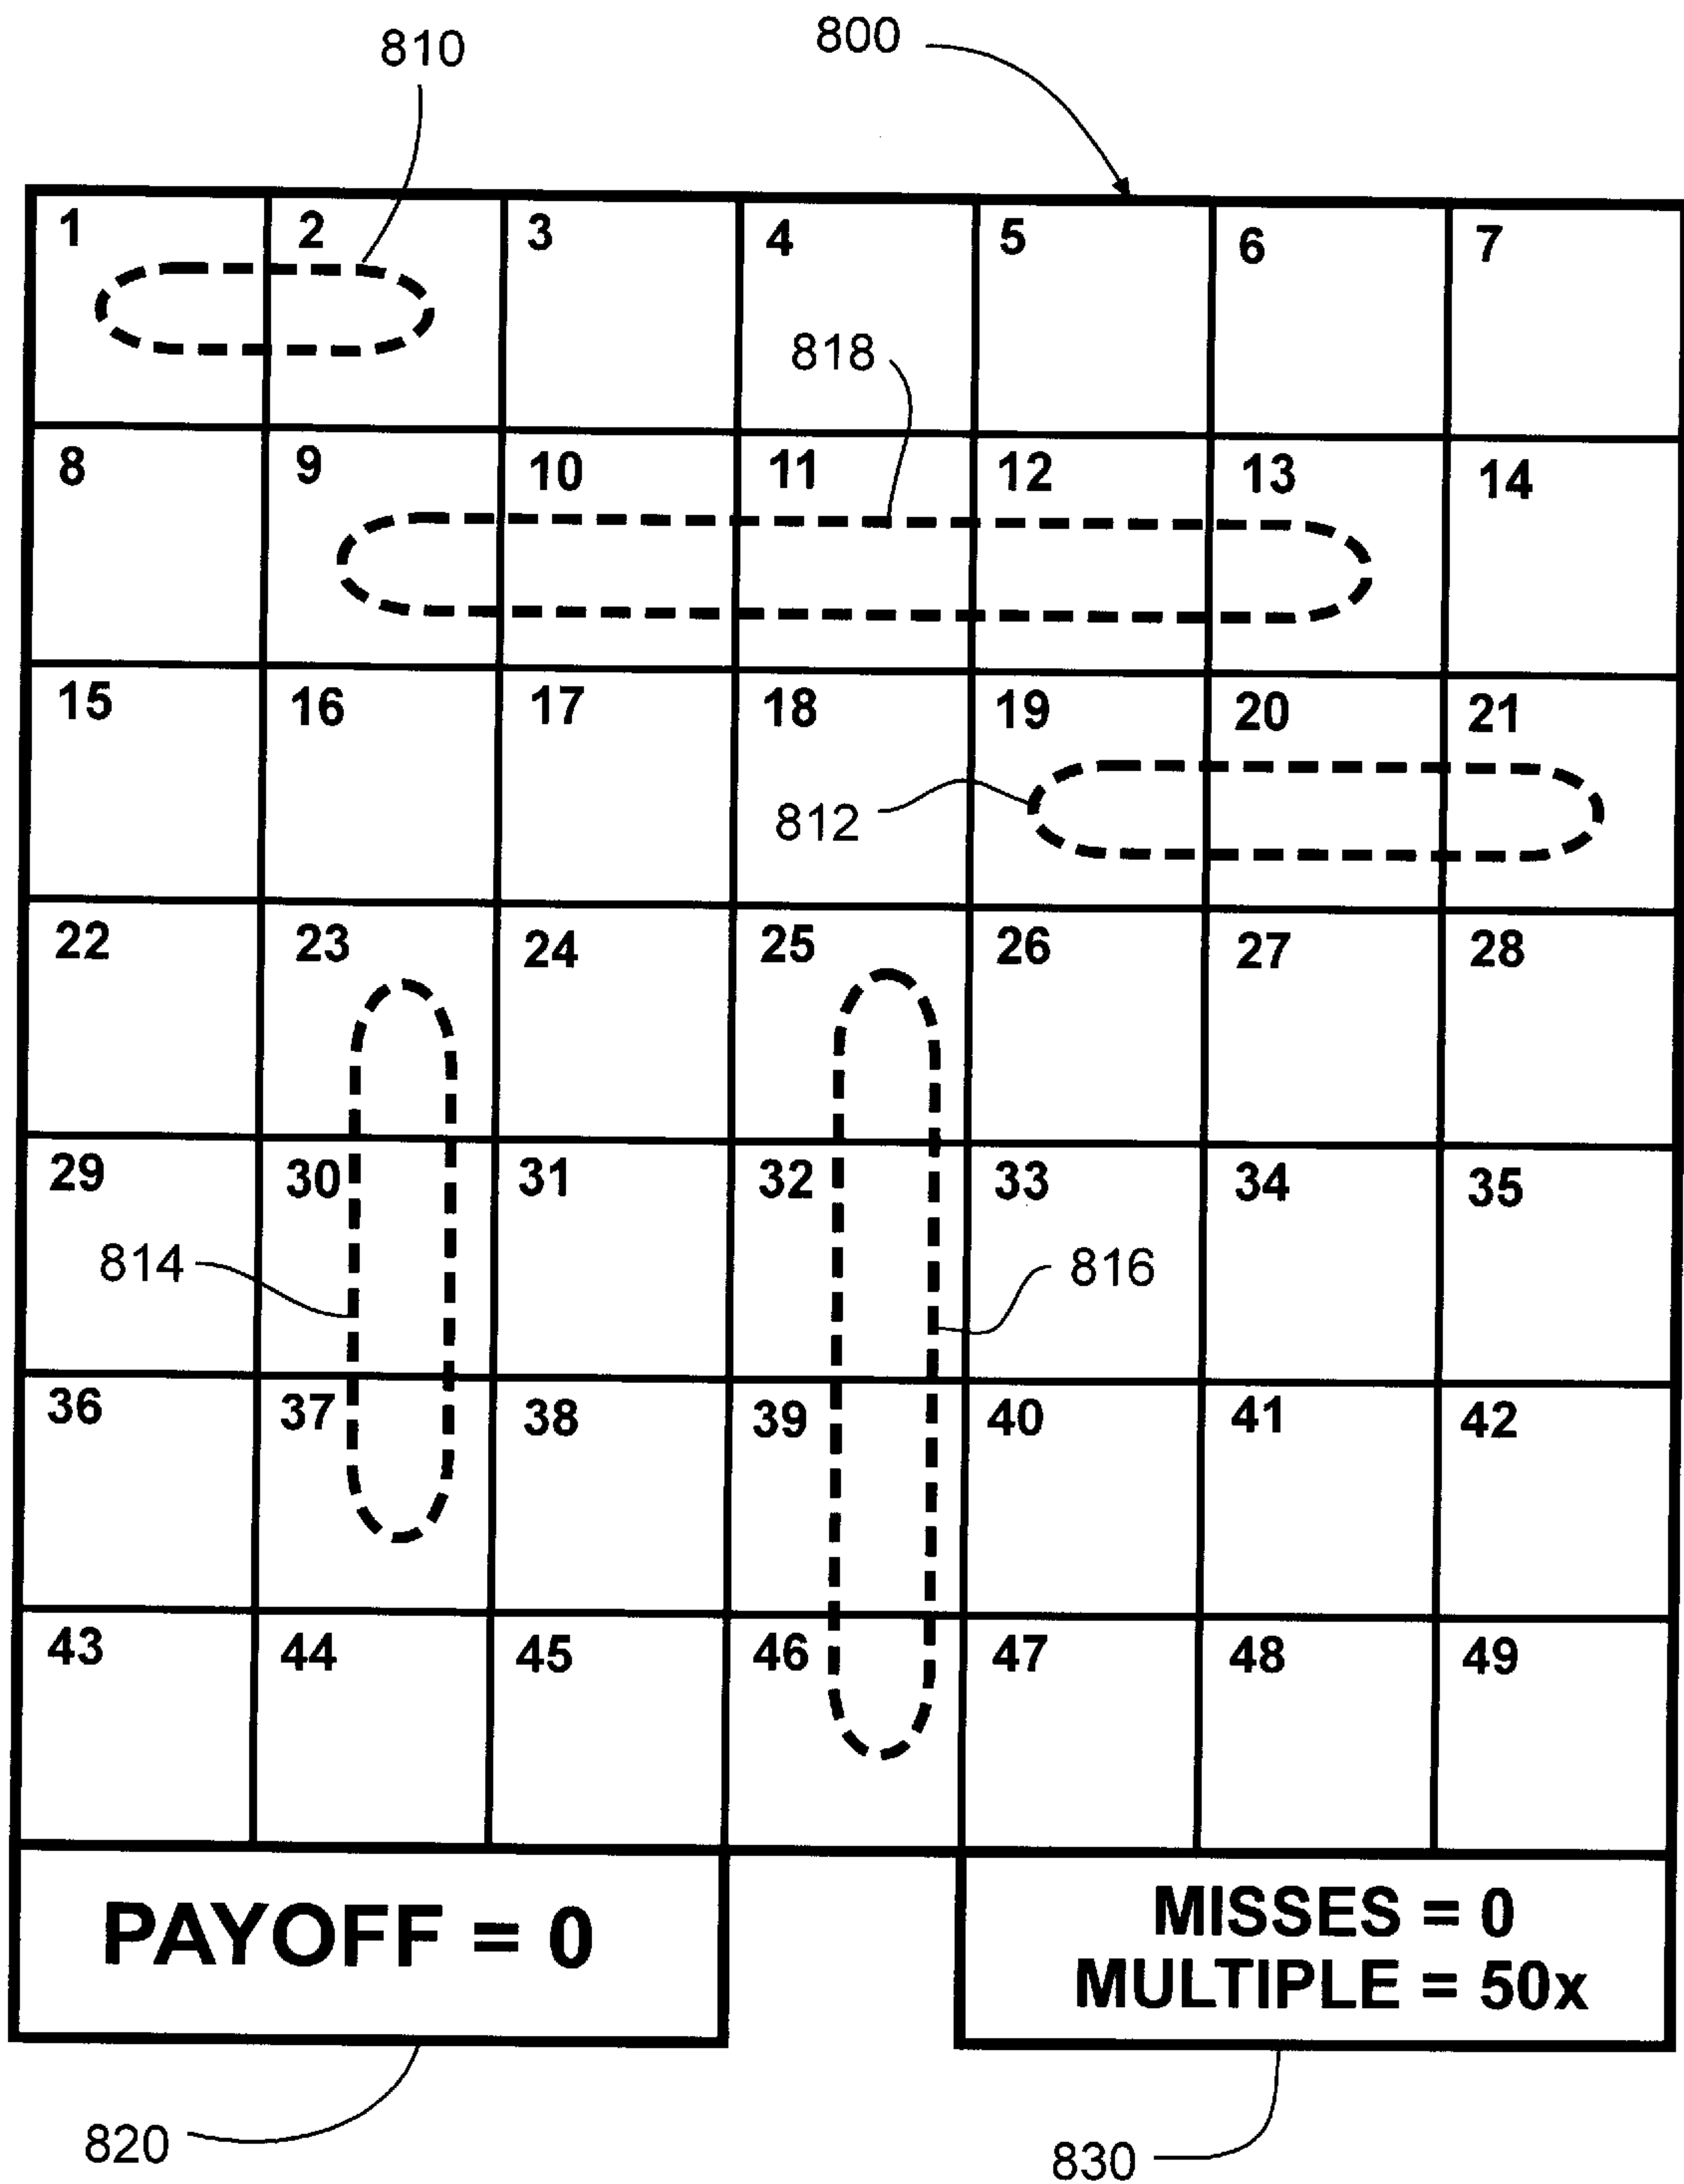 810 800
1 2 3 4 5 6 7
818
8 9 10 11 12 13 14
15 16 17 18 19 20 21
812
22 23 24 25 26 27 28
29 30 31 32 33 34 35
814 816
36 37 38 39 40 41 42
43 44 45 46 47 48 49
PAYOFF = 0
MISSES = 0
MULTIPLE = 50x
820 830